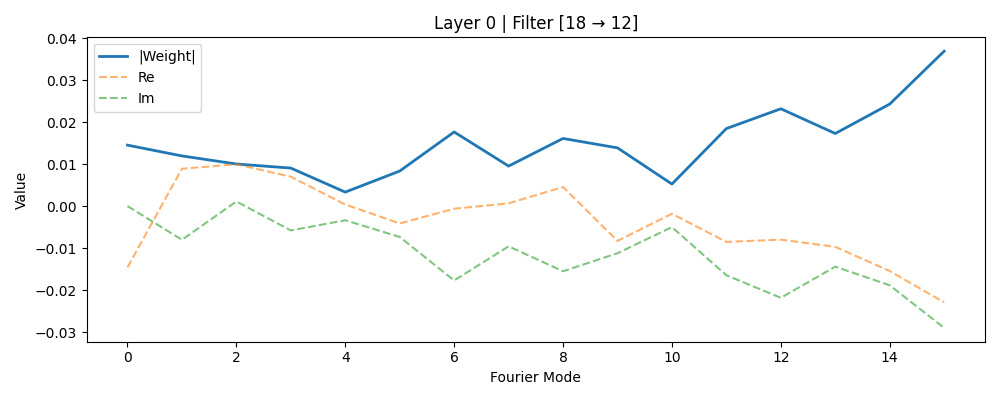 Layer 0 | Filter [18 → 12]
|Weight|
Re
Im
Value
0.04
0.03
0.02
0.01
0.00
−0.01
−0.02
−0.03
0 2 4 6 8 10 12 14
Fourier Mode